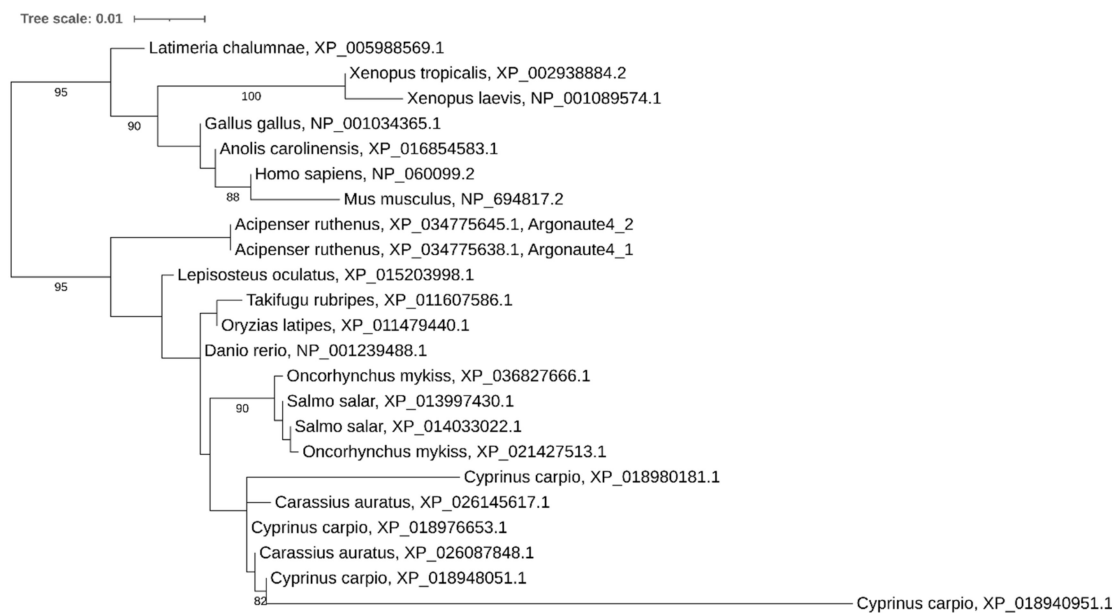 Tree scale: 0.01
Latimeria chalumnae, XP_005988569.1
Xenopus tropicalis, XP_002938884.2
95
100
Xenopus laevis, NP_001089574.1
90
Gallus gallus, NP_001034365.1
Anolis carolinensis, XP_016854583.1
Homo sapiens, NP_060099.2
88
Mus musculus, NP_694817.2
Acipenser ruthenus, XP_034775645.1, Argonaute4_2
Acipenser ruthenus, XP_034775638.1, Argonaute4_1
95
Lepisosteus oculatus, XP_015203998.1
Takifugu rubripes, XP_011607586.1
Oryzias latipes, XP_011479440.1
Danio rerio, NP_001239488.1
Oncorhynchus mykiss, XP_036827666.1
90
Salmo salar, XP_013997430.1
Salmo salar, XP_014033022.1
Oncorhynchus mykiss, XP_021427513.1
Cyprinus carpio, XP_018980181.1
Carassius auratus, XP_026145617.1
Cyprinus carpio, XP_018976653.1
Carassius auratus, XP_026087848.1
Cyprinus carpio, XP_018948051.1
82
Cyprinus carpio, XP_018940951.1